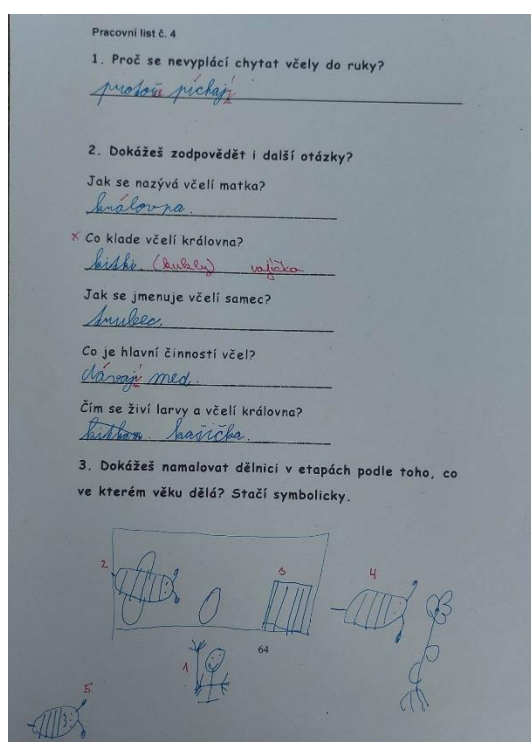 Pracovní list č. 4
1. Proč se nevyplácí chytat včely do ruky?
protože píchají
2. Dokážeš zodpovědět i další otázky?
Jak se nazývá včelí matka?
královna.
x Co klade včelí královna?
(kukly) vajíčka
Jak se jmenuje včelí samec?
Co je hlavní činností včel?
dávají med.
Čím se živí larvy a včelí královna?
kašička.
3. Dokážeš namalovat dělnici v etapách podle toho, co
ve kterém věku dělá? Stačí symbolicky.
2
3
4
1
64
5